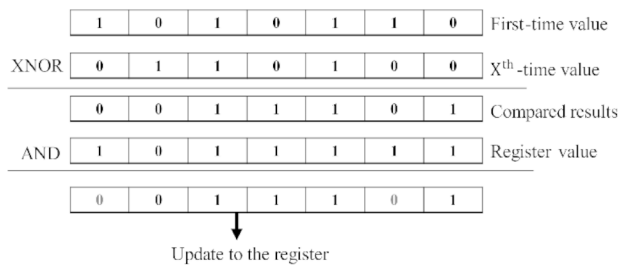 1 0 1 0 1 1 0 First-time value
XNOR 0 1 1 0 1 0 0 Xth-time value
0 0 1 1 1 0 1 Compared results
AND 1 0 1 1 1 1 1 Register value
0 0 1 1 1 0 1
Update to the register